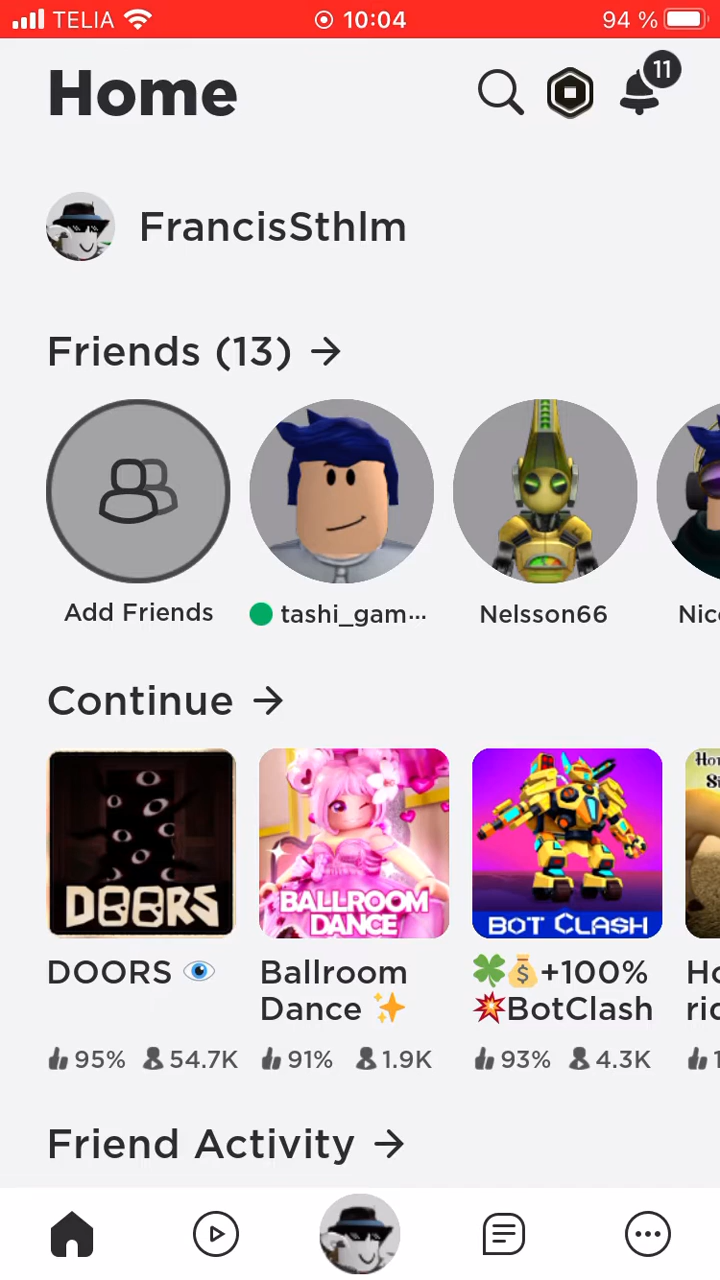 TELIA 10:04 94 %
Home 11
FrancisSthlm
Friends (13) →
Add Friends tashi_gam... Nelsson66 Nic
Continue →
DOORS
BALLROOM
DANCE
BOT CLASH
DOORS 👁️ Ballroom 🍀💰+100%
Dance ✨ 💥BotClash
95% 54.7K 91% 1.9K 93% 4.3K
Friend Activity →